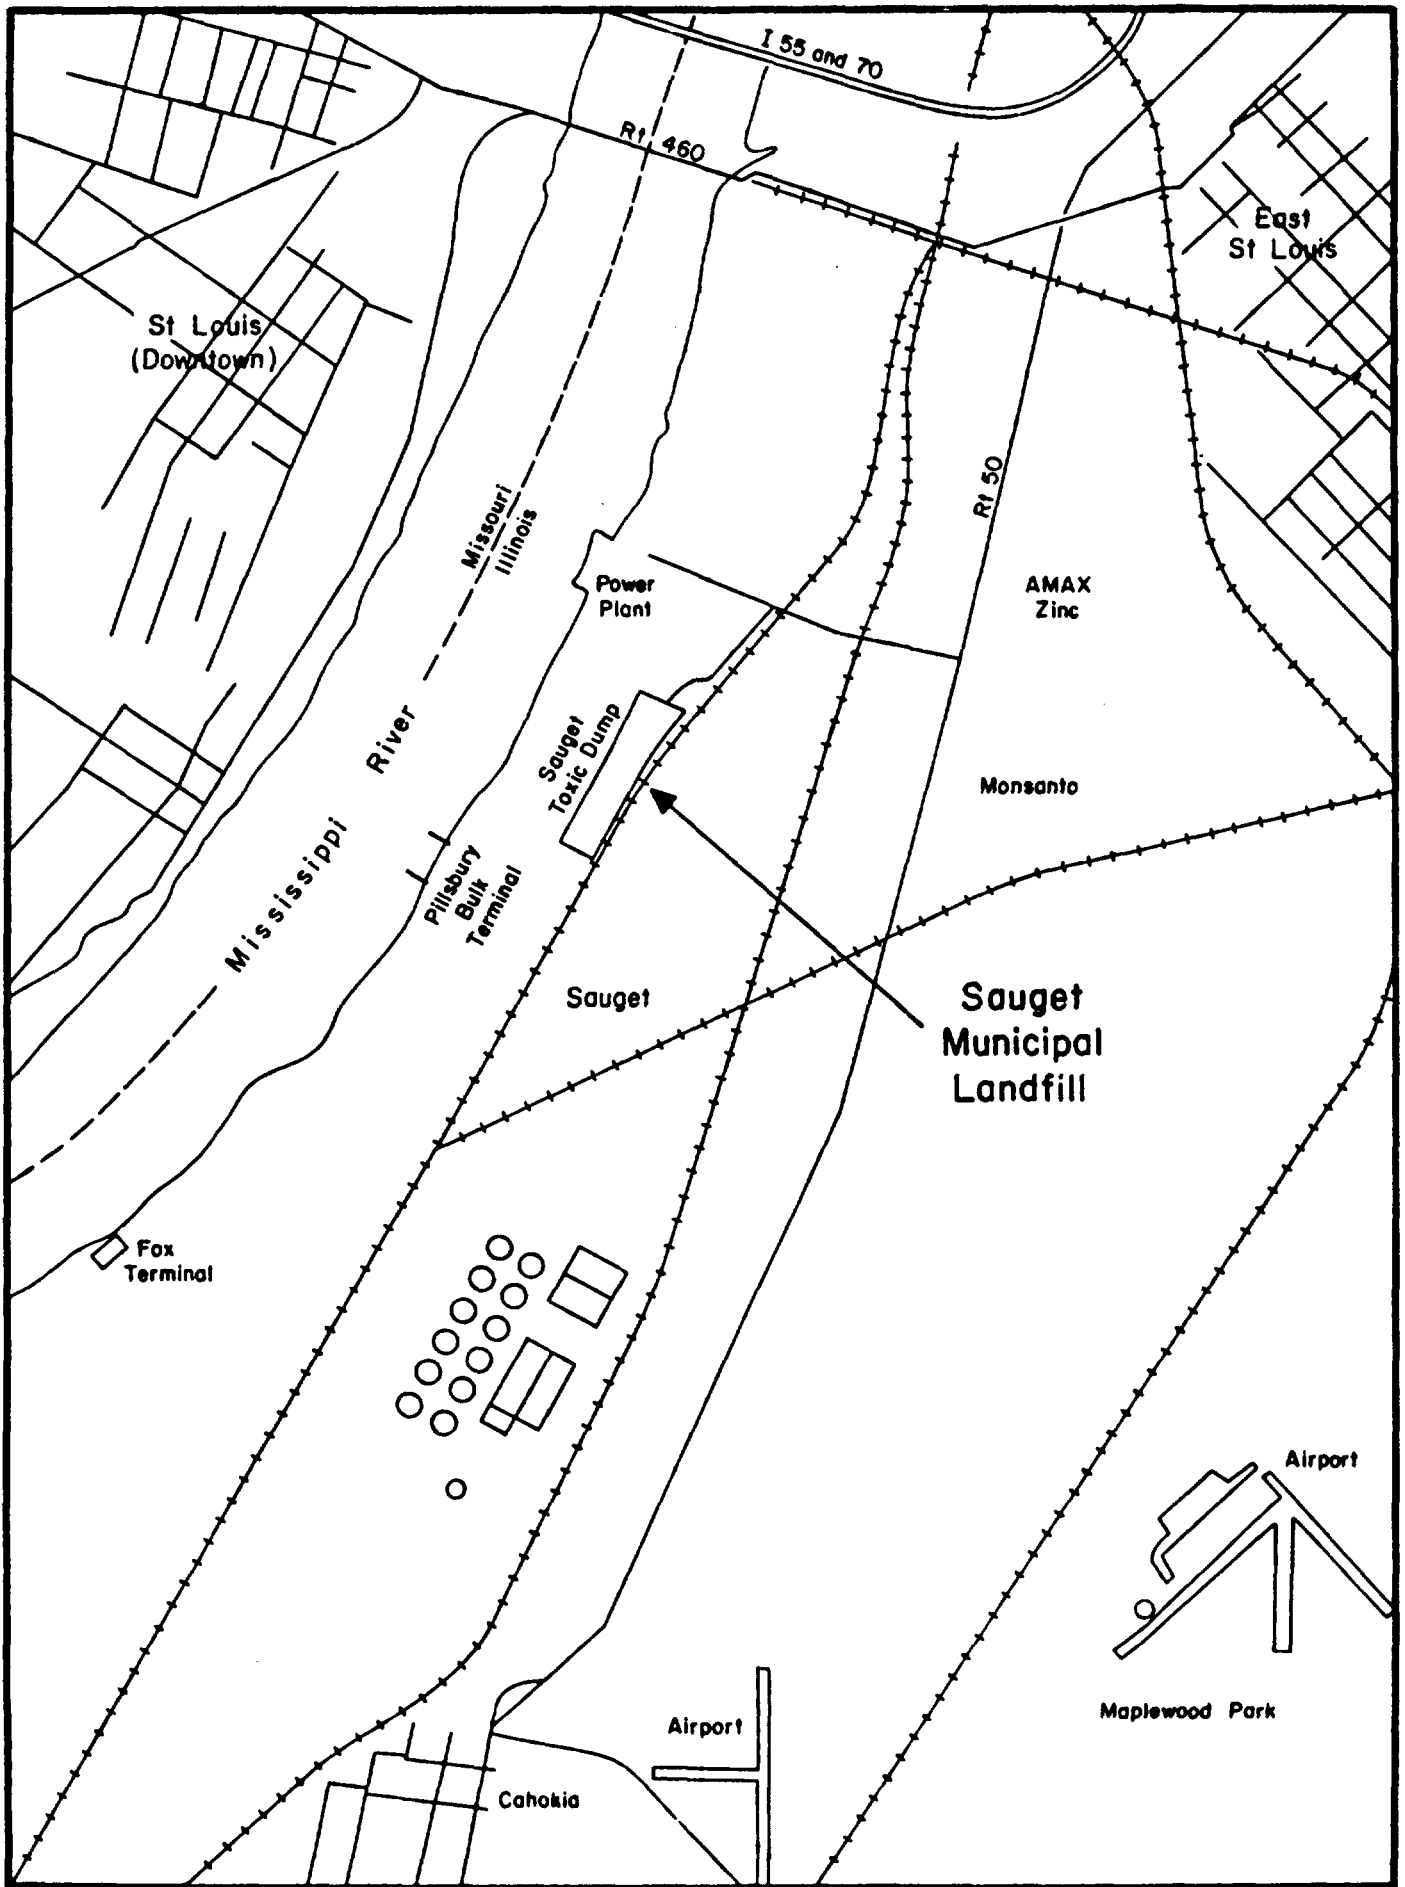 I 55 and 70
Rt 460
East
St Louis
St Louis
(Downtown)
Rt 50
Missouri
Illinois
Power
Plant
AMAX
Zinc
Sauget
Toxic Dump
River
Monsanto
Mississippi
Pillsbury
Bulk
Terminal
Sauget
Sauget
Municipal
Landfill
Fox
Terminal
Airport
Maplewood Park
Airport
Cahokia